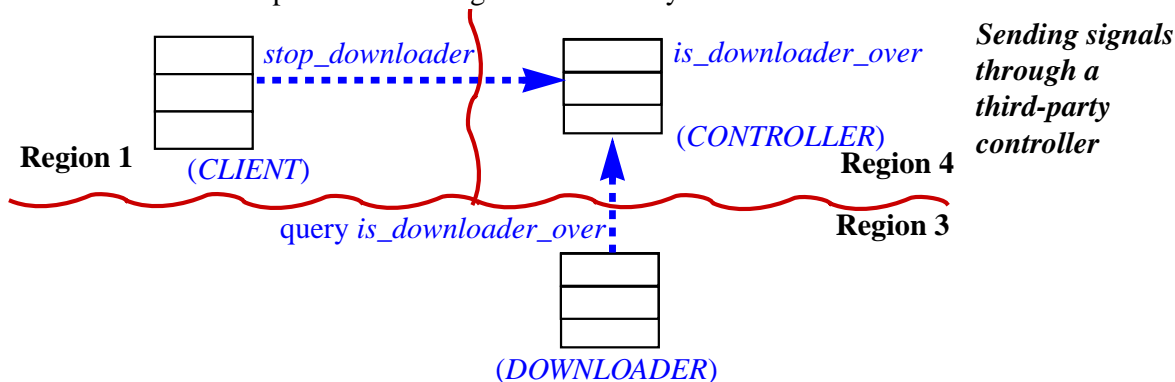 stop_downloader
is_downloader_over
Sending signals
through a
third-party
controller
(CONTROLLER)
Region 1
(CLIENT)
Region 4
query is_downloader_over
Region 3
(DOWNLOADER)